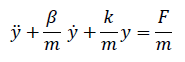 ÿ + β/m ẏ + k/m y = F/m